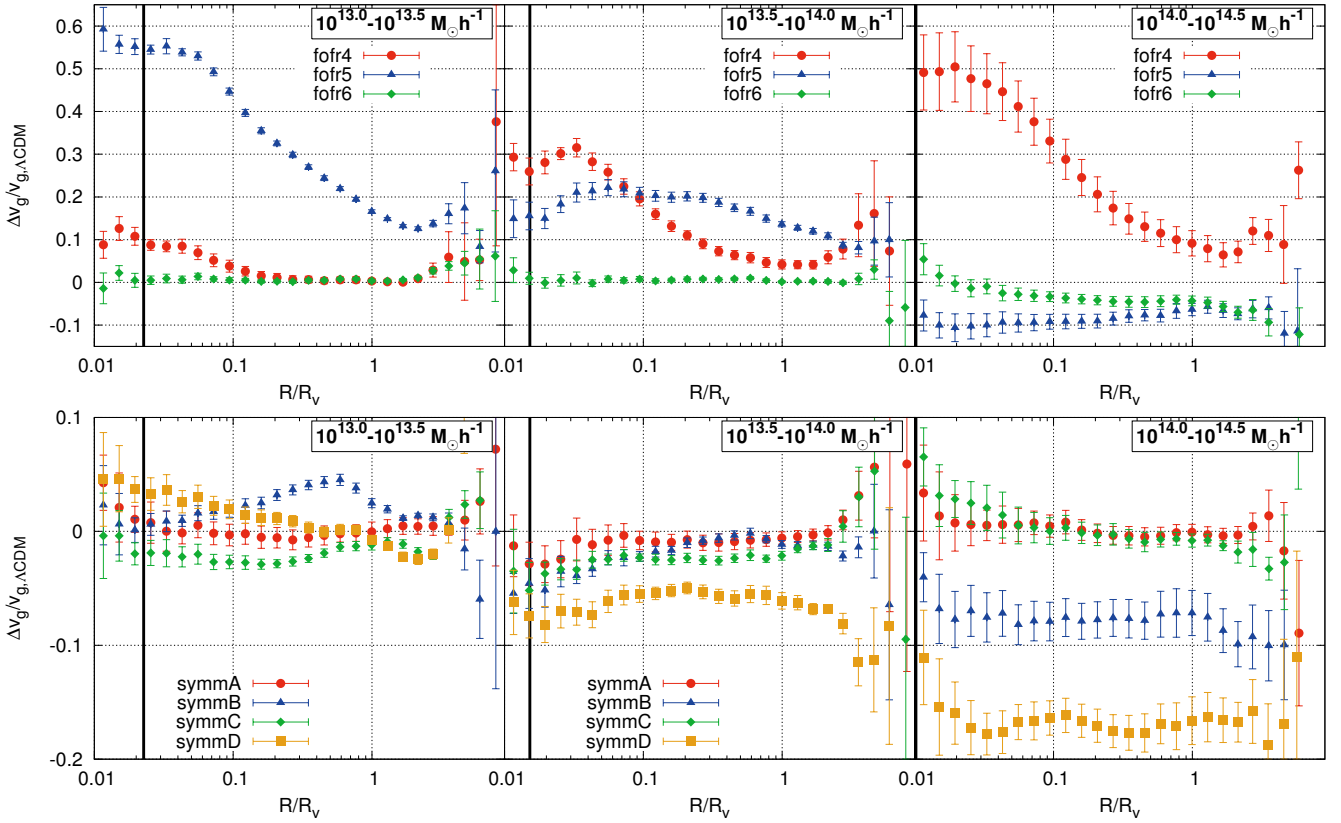 10^13.0-10^13.5 M☉h^-1
10^13.5-10^14.0 M☉h^-1
10^14.0-10^14.5 M☉h^-1
fofr4
fofr5
fofr6
fofr4
fofr5
fofr6
fofr4
fofr5
fofr6
Δv_g/v_g,ΛCDM
0.6
0.5
0.4
0.3
0.2
0.1
0
-0.1
0.01 0.1 1
0.01 0.1 1
0.01 0.1 1
R/R_v
R/R_v
R/R_v
10^13.0-10^13.5 M☉h^-1
10^13.5-10^14.0 M☉h^-1
10^14.0-10^14.5 M☉h^-1
Δv_g/v_g,ΛCDM
0.1
0
-0.1
-0.2
symmA
symmB
symmC
symmD
symmA
symmB
symmC
symmD
0.01 0.1 1
0.01 0.1 1
0.01 0.1 1
R/R_v
R/R_v
R/R_v